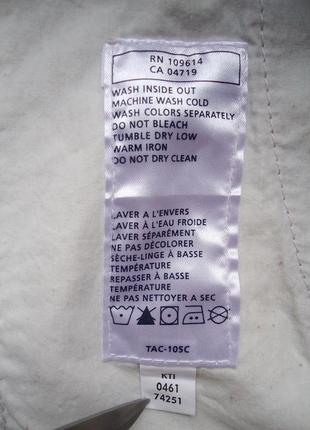 RN 109614
CA 04719
WASH INSIDE OUT
MACHINE WASH COLD
WASH COLORS SEPARATELY
DO NOT BLEACH
TUMBLE DRY LOW
WARM IRON
DO NOT DRY CLEAN
LAVER A L'ENVERS
LAVER À L'EAU FROIDE
LAVER SÉPARÉMENT
NE PAS DÉCOLORER
SÈCHE-LINGE À BASSE
TEMPÉRATURE
REPASSER À BASSE
TEMPÉRATURE
NE PAS NETTOYER A SEC
TAC-105C
KTI
0461
74251